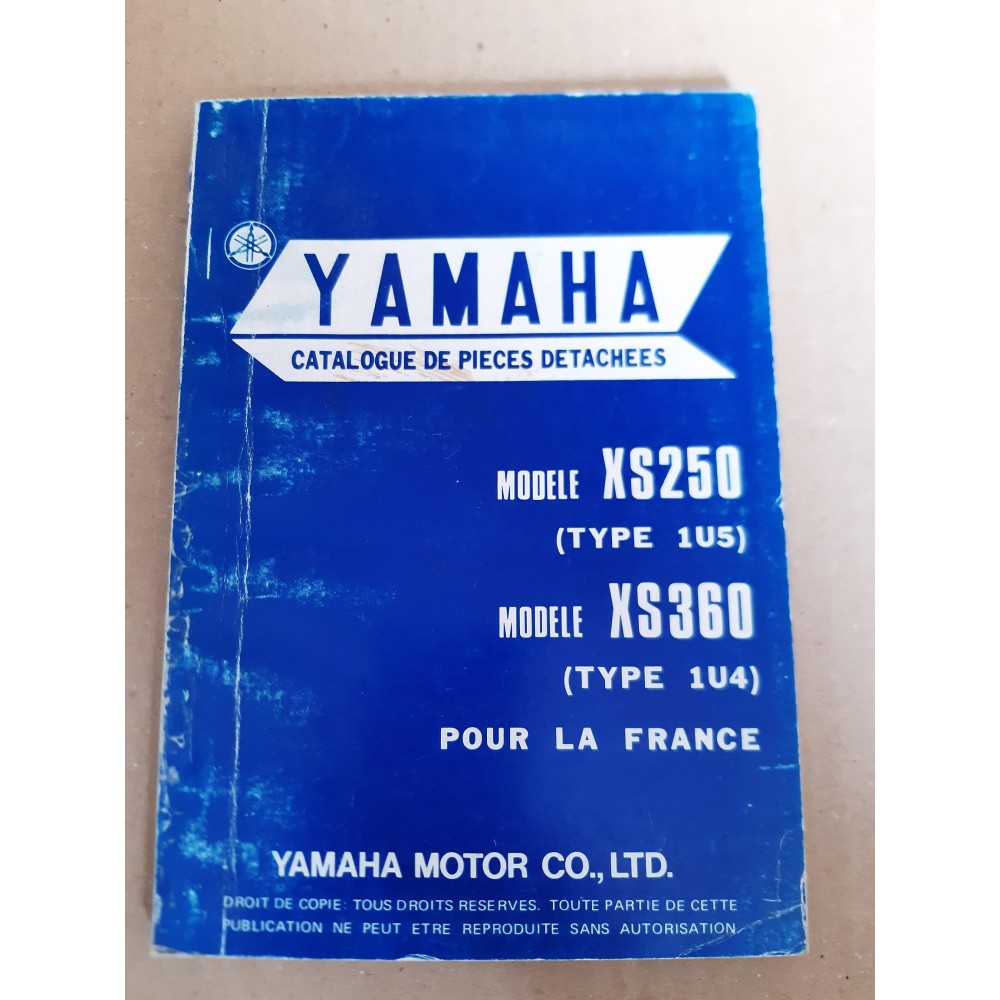 YAMAHA
CATALOGUE DE PIECES DETACHEES
MODELE XS250
(TYPE 1U5)
MODELE XS360
(TYPE 1U4)
POUR LA FRANCE
YAMAHA MOTOR CO., LTD.
DROIT DE COPIE: TOUS DROITS RESERVES. TOUTE PARTIE DE CETTE
PUBLICATION NE PEUT ETRE REPRODUITE SANS AUTORISATION